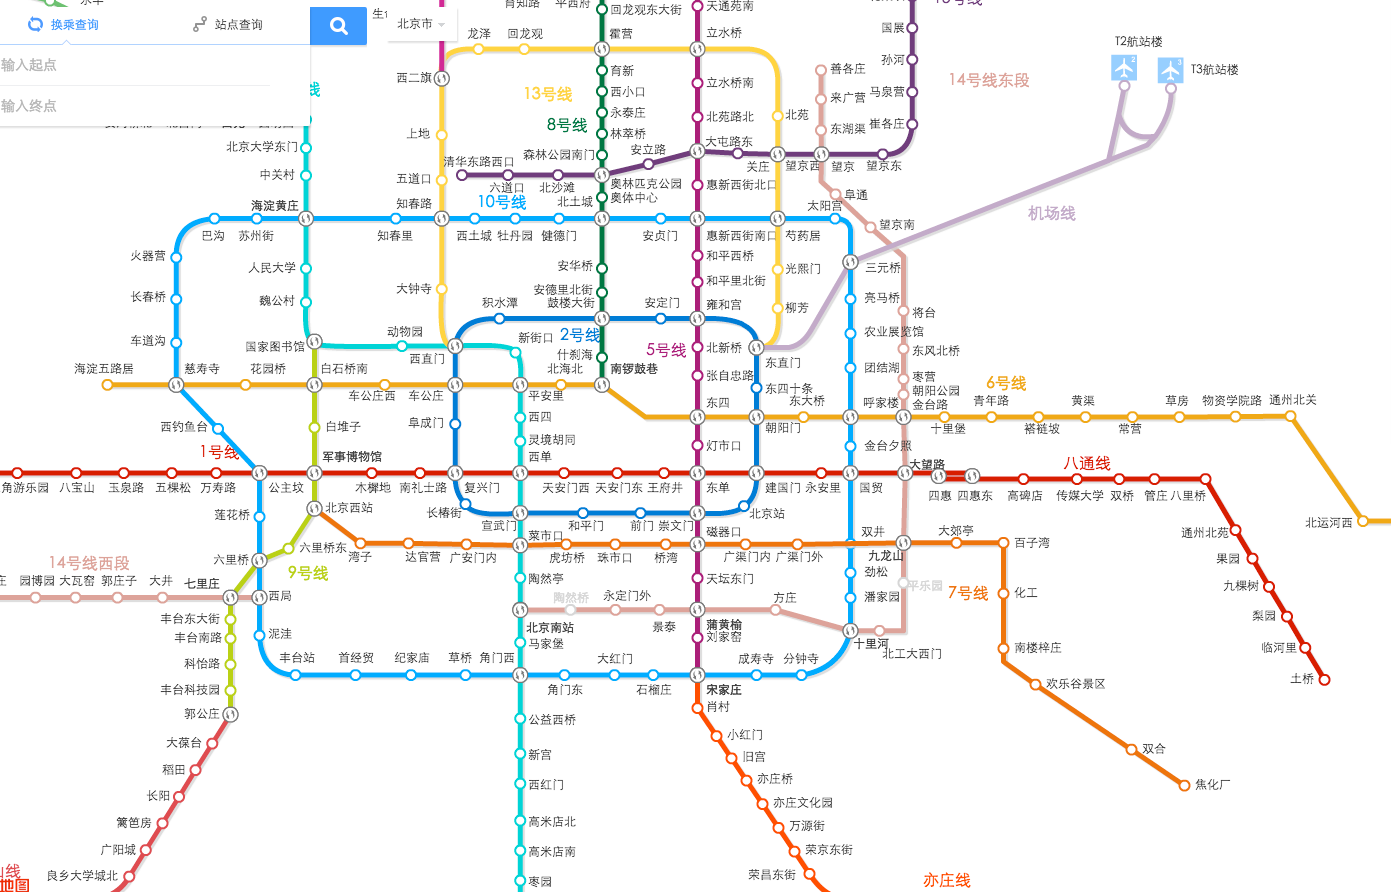 育知路
平西府
回龙观东大街
天通苑南
国展
T2航站楼
T3航站楼
换乘查询
站点查询
北京市
输入起点
输入终点
龙泽
回龙观
霍营
立水桥
孙河
西二旗
育新
立水桥南
善各庄
来广营
马泉营
14号线东段
13号线
西小口
8号线
永泰庄
北苑路北
北苑
东湖渠
崔各庄
上地
林萃桥
大屯路东
北京大学东门
清华东路西口
森林公园南门
安立路
关庄
望京西
望京
望京东
中关村
五道口
六道口
北沙滩
奥林匹克公园
惠新西街北口
阜通
海淀黄庄
知春路
10号线
北土城
奥体中心
太阳宫
机场线
巴沟
苏州街
知春里
西土城
牡丹园
健德门
安贞门
惠新西街南口
芍药居
望京南
火器营
人民大学
安华桥
和平西桥
光熙门
三元桥
长春桥
魏公村
大钟寺
安德里北街
和平里北街
亮马桥
积水潭
鼓楼大街
安定门
雍和宫
柳芳
将台
车道沟
国家图书馆
动物园
西直门
新街口
2号线
什刹海
5号线
北新桥
东直门
农业展览馆
东风北桥
海淀五路居
慈寿寺
花园桥
白石桥南
北海北
南锣鼓巷
张自忠路
团结湖
枣营
车公庄西
车公庄
平安里
东四十条
朝阳公园
6号线
东四
东大桥
呼家楼
金台路
青年路
黄渠
草房
物资学院路
通州北关
西钓鱼台
白堆子
阜成门
西四
朝阳门
十里堡
褡裢坡
常营
1号线
灵境胡同
灯市口
金台夕照
军事博物馆
西单
大望路
八通线
角游乐园
八宝山
玉泉路
五棵松
万寿路
公主坟
木樨地
南礼士路
复兴门
天安门西
天安门东
王府井
东单
建国门
永安里
国贸
四惠
四惠东
高碑店
传媒大学
双桥
管庄
八里桥
莲花桥
北京西站
长椿街
宣武门
和平门
前门
崇文门
北京站
北运河西
14号线西段
六里桥
六里桥东
湾子
达官营
广安门内
菜市口
虎坊桥
珠市口
桥湾
磁器口
广渠门内
广渠门外
双井
九龙山
大郊亭
百子湾
通州北苑
果园
园博园
大瓦窑
郭庄子
大井
七里庄
9号线
陶然亭
天坛东门
劲松
平乐园
7号线
化工
九棵树
西局
陶然桥
永定门外
景泰
方庄
潘家园
梨园
丰台东大街
北京南站
蒲黄榆
丰台南路
泥洼
马家堡
刘家窑
十里河
北工大西门
南楼梓庄
临河里
科怡路
丰台站
首经贸
纪家庙
草桥
角门西
大红门
成寿寺
分钟寺
欢乐谷景区
土桥
丰台科技园
角门东
石榴庄
宋家庄
郭公庄
公益西桥
肖村
大葆台
小红门
双合
稻田
新宫
旧宫
焦化厂
长阳
西红门
亦庄桥
篱笆房
高米店北
亦庄文化园
广阳城
万源街
高米店南
荣京东街
良乡大学城北
枣园
荣昌东街
亦庄线